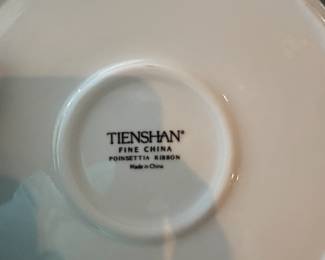 TIENSHAN®
FINE CHINA
POINSETTIA RIBBON
Made in China